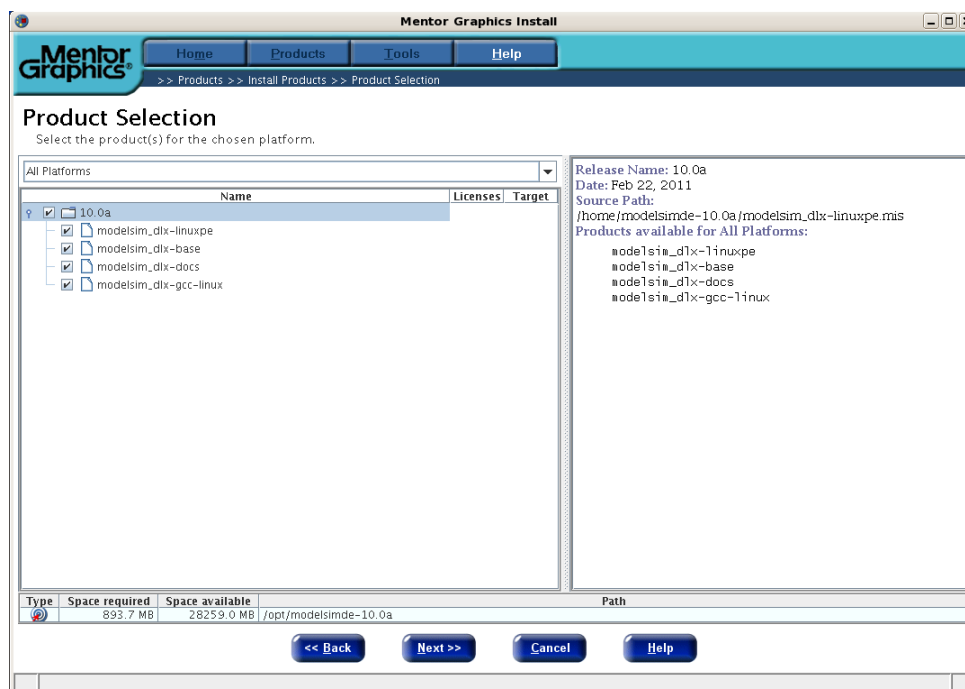 Mentor Graphics Install
Mentor Graphics®
Home Products Tools Help
>> Products >> Install Products >> Product Selection
Product Selection
Select the product(s) for the chosen platform.
All Platforms
Name Licenses Target
10.0a
modelsim_dlx-linuxpe
modelsim_dlx-base
modelsim_dlx-docs
modelsim_dlx-gcc-linux
Release Name: 10.0a
Date: Feb 22, 2011
Source Path:
/home/modelsimde-10.0a/modelsim_dlx-linuxpe.mis
Products available for All Platforms:
modelsim_dlx-linuxpe
modelsim_dlx-base
modelsim_dlx-docs
modelsim_dlx-gcc-linux
Type Space required Space available Path
893.7 MB 28259.0 MB /opt/modelsimde-10.0a
<< Back Next >> Cancel Help